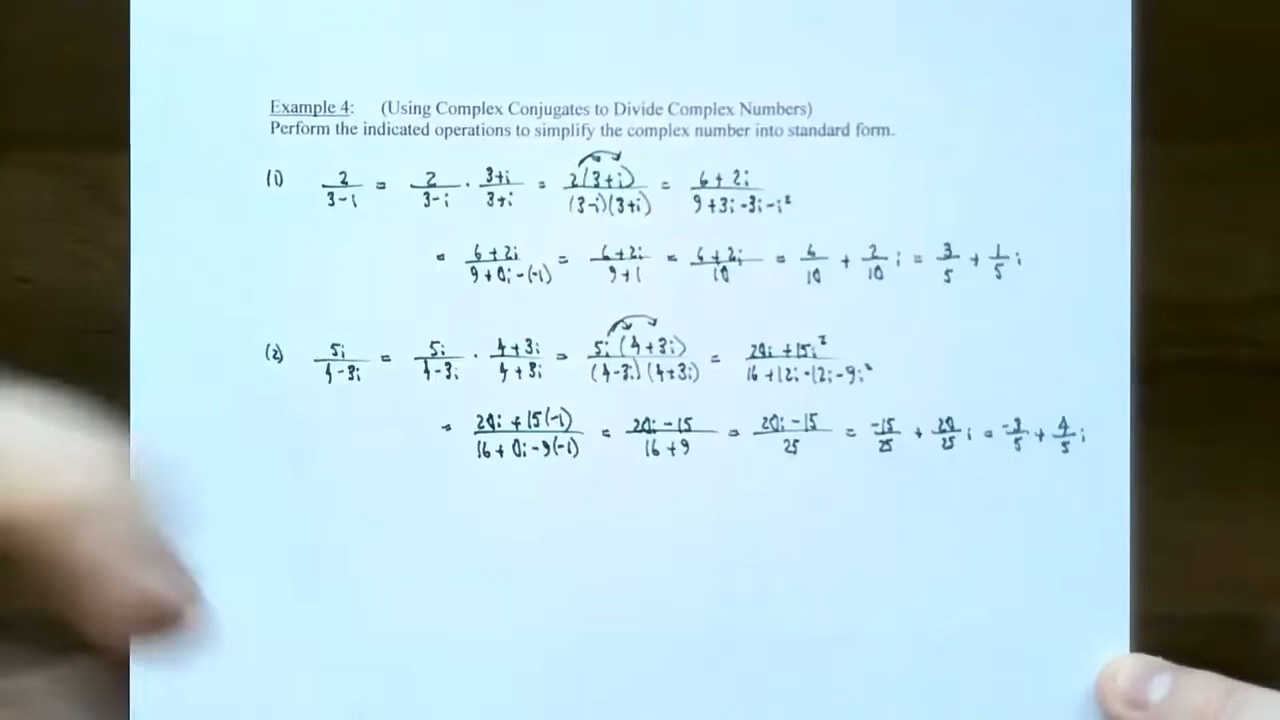 Example 4: (Using Complex Conjugates to Divide Complex Numbers)
Perform the indicated operations to simplify the complex number into standard form.
(1) 2/(3-i) = 2/(3-i) · (3+i)/(3+i) = 2(3+i)/((3-i)(3+i)) = (6+2i)/(9+3i-3i-i²)
= (6+2i)/(9+0i-(-1)) = (6+2i)/(9+1) = (6+2i)/10 = 6/10 + 2/10 i = 3/5 + 1/5 i
(2) 5i/(4-3i) = 5i/(4-3i) · (4+3i)/(4+3i) = 5i(4+3i)/((4-3i)(4+3i)) = (20i+15i²)/(16+12i-12i-9i²)
= (20i+15(-1))/(16+0i-9(-1)) = (20i-15)/(16+9) = (20i-15)/25 = -15/25 + 20/25 i = -3/5 + 4/5 i